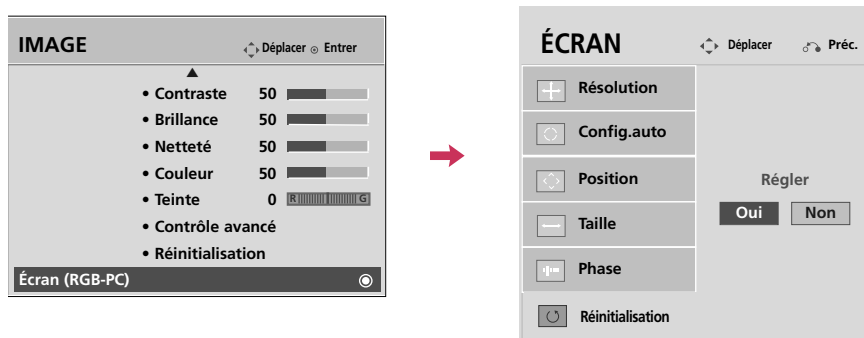 IMAGE
Déplacer Entrer
• Contraste 50
• Brillance 50
• Netteté 50
• Couleur 50
• Teinte 0 R G
• Contrôle avancé
• Réinitialisation
Écran (RGB-PC)
ÉCRAN
Déplacer Préc.
Résolution
Config.auto
Position
Taille
Phase
Réinitialisation
Régler
Oui Non